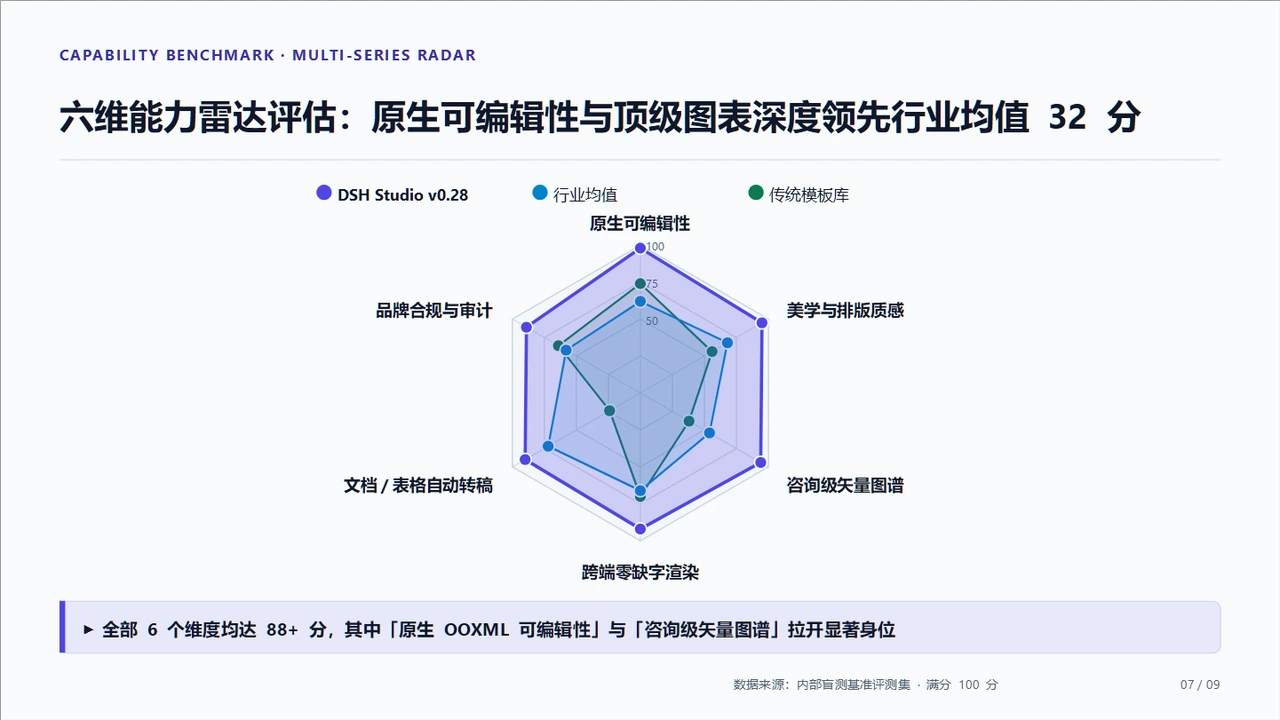 CAPABILITY BENCHMARK · MULTI-SERIES RADAR
六维能力雷达评估：原生可编辑性与顶级图表深度领先行业均值 32 分
DSH Studio v0.28
行业均值
传统模板库
原生可编辑性
100
75
50
品牌合规与审计
美学与排版质感
文档 / 表格自动转稿
咨询级矢量图谱
跨端零缺字渲染
▸ 全部 6 个维度均达 88+ 分，其中「原生 OOXML 可编辑性」与「咨询级矢量图谱」拉开显著身位
数据来源：内部盲测基准评测集 · 满分 100 分
07 / 09